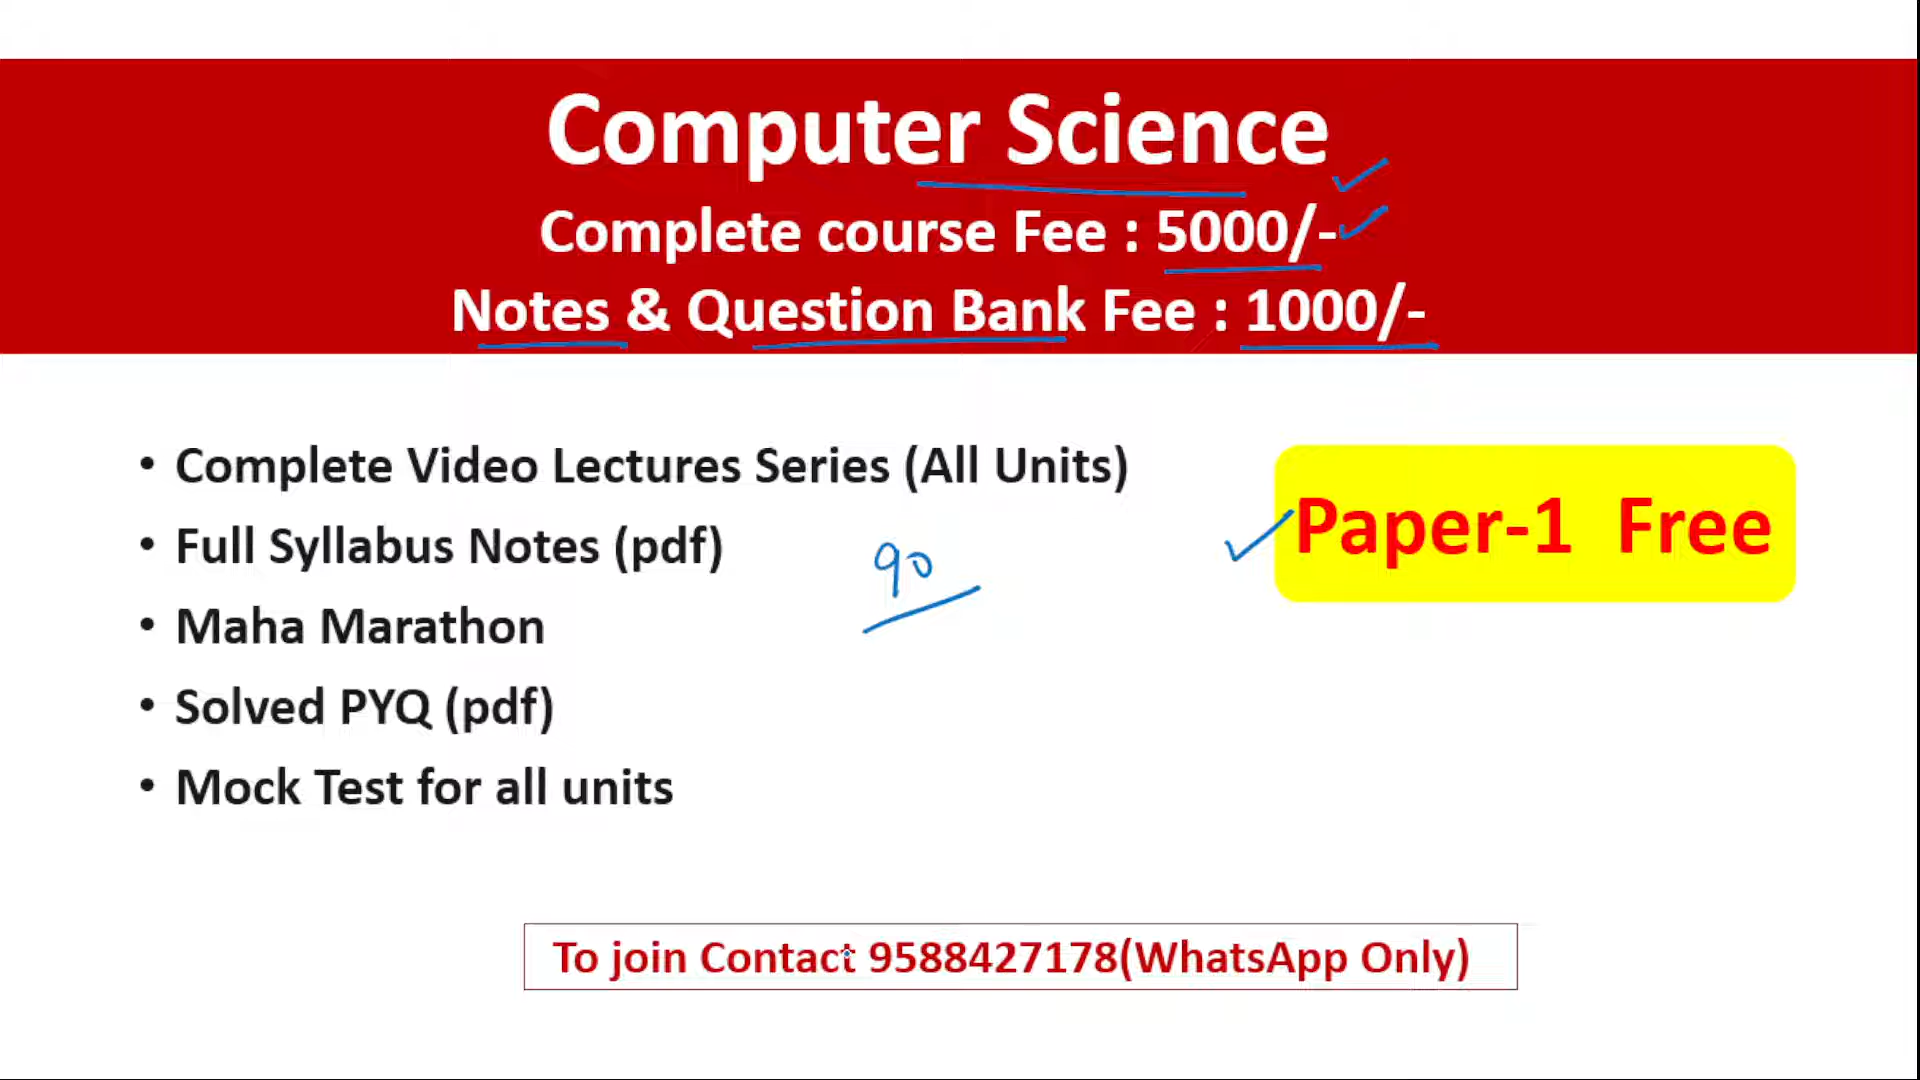 Computer Science
Complete course Fee : 5000/-
Notes & Question Bank Fee : 1000/-
• Complete Video Lectures Series (All Units)
• Full Syllabus Notes (pdf)
• Maha Marathon
• Solved PYQ (pdf)
• Mock Test for all units
90
Paper-1 Free
To join Contact 9588427178(WhatsApp Only)